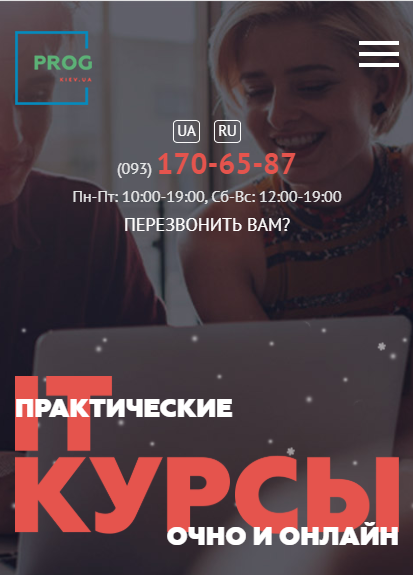 PROG
KIEV.UA
UA RU
(093) 170-65-87
Пн-Пт: 10:00-19:00, Сб-Вс: 12:00-19:00
ПЕРЕЗВОНИТЬ ВАМ?
IT
ПРАКТИЧЕСКИЕ
КУРСЫ
ОЧНО И ОНЛАЙН